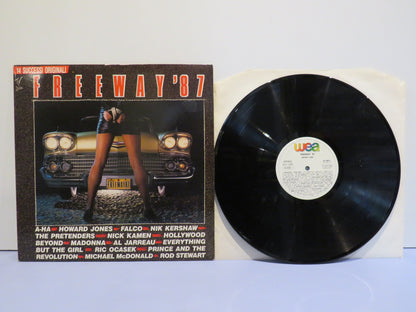 14 SUCCESSI ORIGINALI
FREEWAY '87
FREEWAY
A-HA HOWARD JONES FALCO NIK KERSHAW
THE PRETENDERS NICK KAMEN HOLLYWOOD
BEYOND MADONNA AL JARREAU EVERYTHING
BUT THE GIRL RIC OCASEK PRINCE AND THE
REVOLUTION MICHAEL McDONALD ROD STEWART
wea